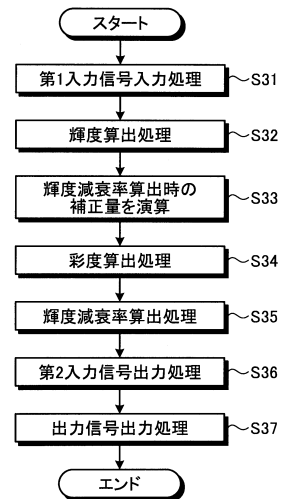 スタート
第1入力信号入力処理 S31
輝度算出処理 S32
輝度減衰率算出時の
補正量を演算 S33
彩度算出処理 S34
輝度減衰率算出処理 S35
第2入力信号出力処理 S36
出力信号出力処理 S37
エンド